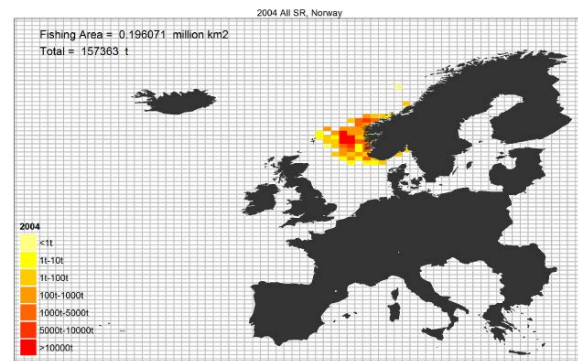 2004 All SR, Norway
Fishing Area = 0.196071 million km2
Total = 157363 t
2004
<1t
1t-10t
1t-100t
100t-1000t
1000t-5000t
5000t-10000t
>10000t